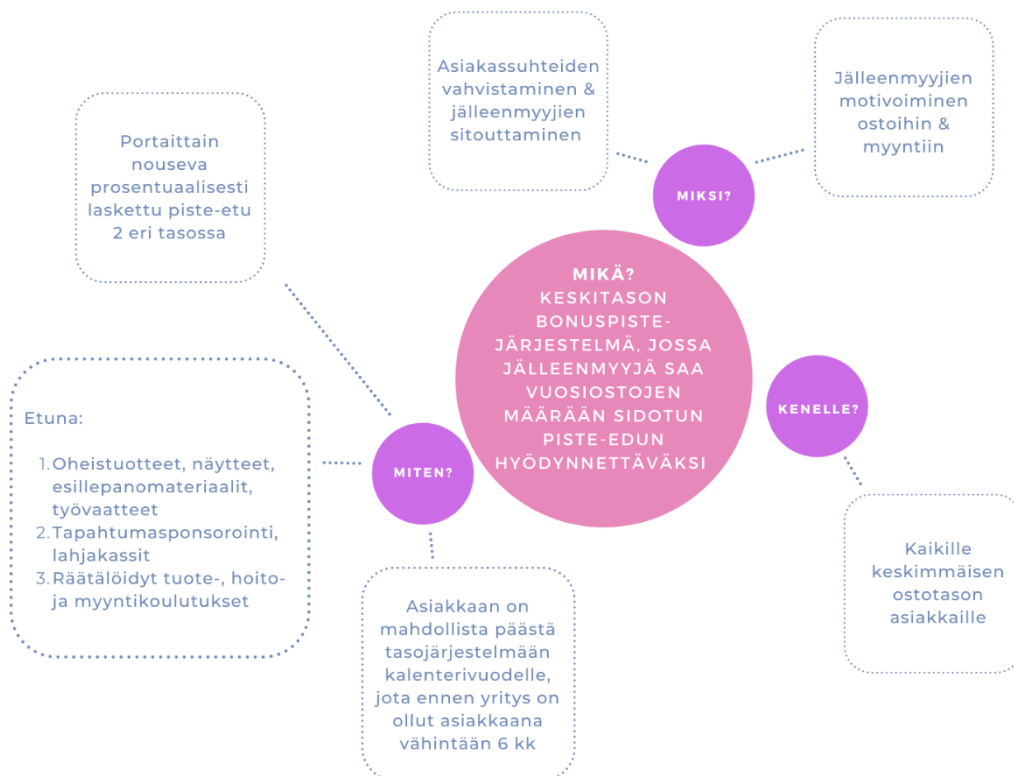 Asiakassuhteiden
vahvistaminen &
jälleenmyyjien
sitouttaminen
Jälleenmyyjien
motivoiminen
ostoihin &
myyntiin
MIKSI?
Portaittain
nouseva
prosentuaalisesti
laskettu piste-etu
2 eri tasossa
MIKÄ?
KESKITASON
BONUSPISTE-
JÄRJESTELMÄ, JOSSA
JÄLLEENMYYJÄ SAA
VUOSIOSTOJEN
MÄÄRÄÄN SIDOTUN
PISTE-EDUN
HYÖDYNNETTÄVÄKSI
KENELLE?
MITEN?
Etuna:
1. Oheistuotteet, näytteet,
esillepanomateriaalit,
työvaatteet
2. Tapahtumasponsorointi,
lahjakassit
3. Räätälöidyt tuote-, hoito-
ja myyntikoulutukset
Asiakkaan on
mahdollista päästä
tasojärjestelmään
kalenterivuodelle,
jota ennen yritys on
ollut asiakkaana
vähintään 6 kk
Kaikille
keskimmäisen
ostotason
asiakkaille